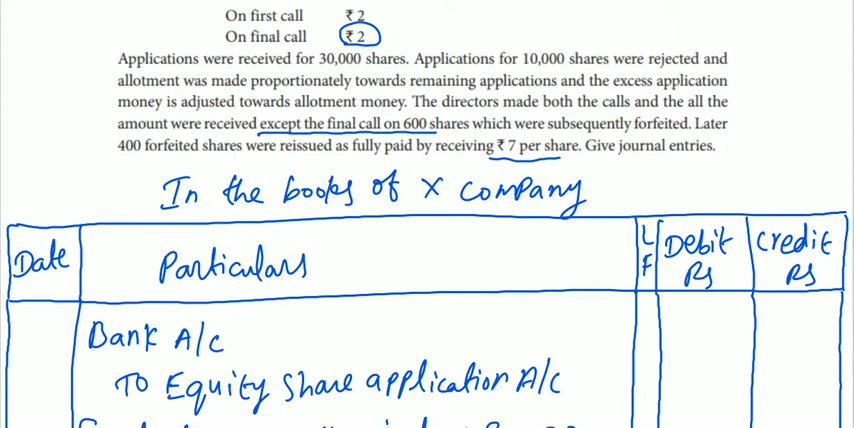 On first call ₹ 2
On final call ₹ 2
Applications were received for 30,000 shares. Applications for 10,000 shares were rejected and
allotment was made proportionately towards remaining applications and the excess application
money is adjusted towards allotment money. The directors made both the calls and the all the
amount were received except the final call on 600 shares which were subsequently forfeited. Later
400 forfeited shares were reissued as fully paid by receiving ₹ 7 per share. Give journal entries.
In the books of X company
Date Particulars LF Debit Rs Credit Rs
Bank A/C
To Equity Share application A/C